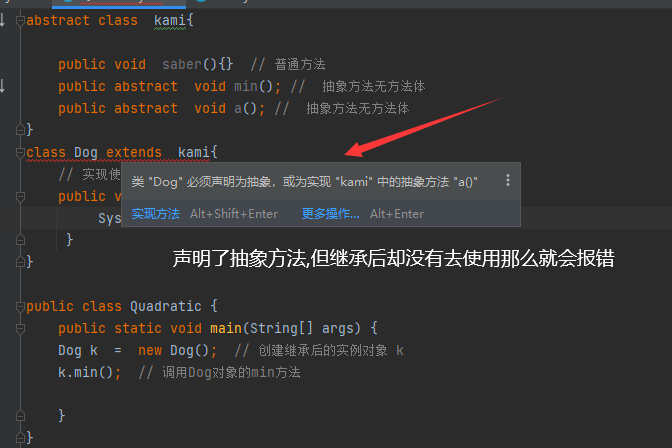 abstract class kami{
public void saber(){} // 普通方法
public abstract void min(); // 抽象方法无方法体
public abstract void a(); // 抽象方法无方法体
}
class Dog extends kami{
// 实现使
类 "Dog" 必须声明为抽象，或为实现 "kami" 中的抽象方法 "a()"
public v
实现方法 Alt+Shift+Enter 更多操作... Alt+Enter
Sys
}
}
声明了抽象方法,但继承后却没有去使用那么就会报错
public class Quadratic {
public static void main(String[] args) {
Dog k = new Dog(); // 创建继承后的实例对象 k
k.min(); // 调用Dog对象的min方法
}
}